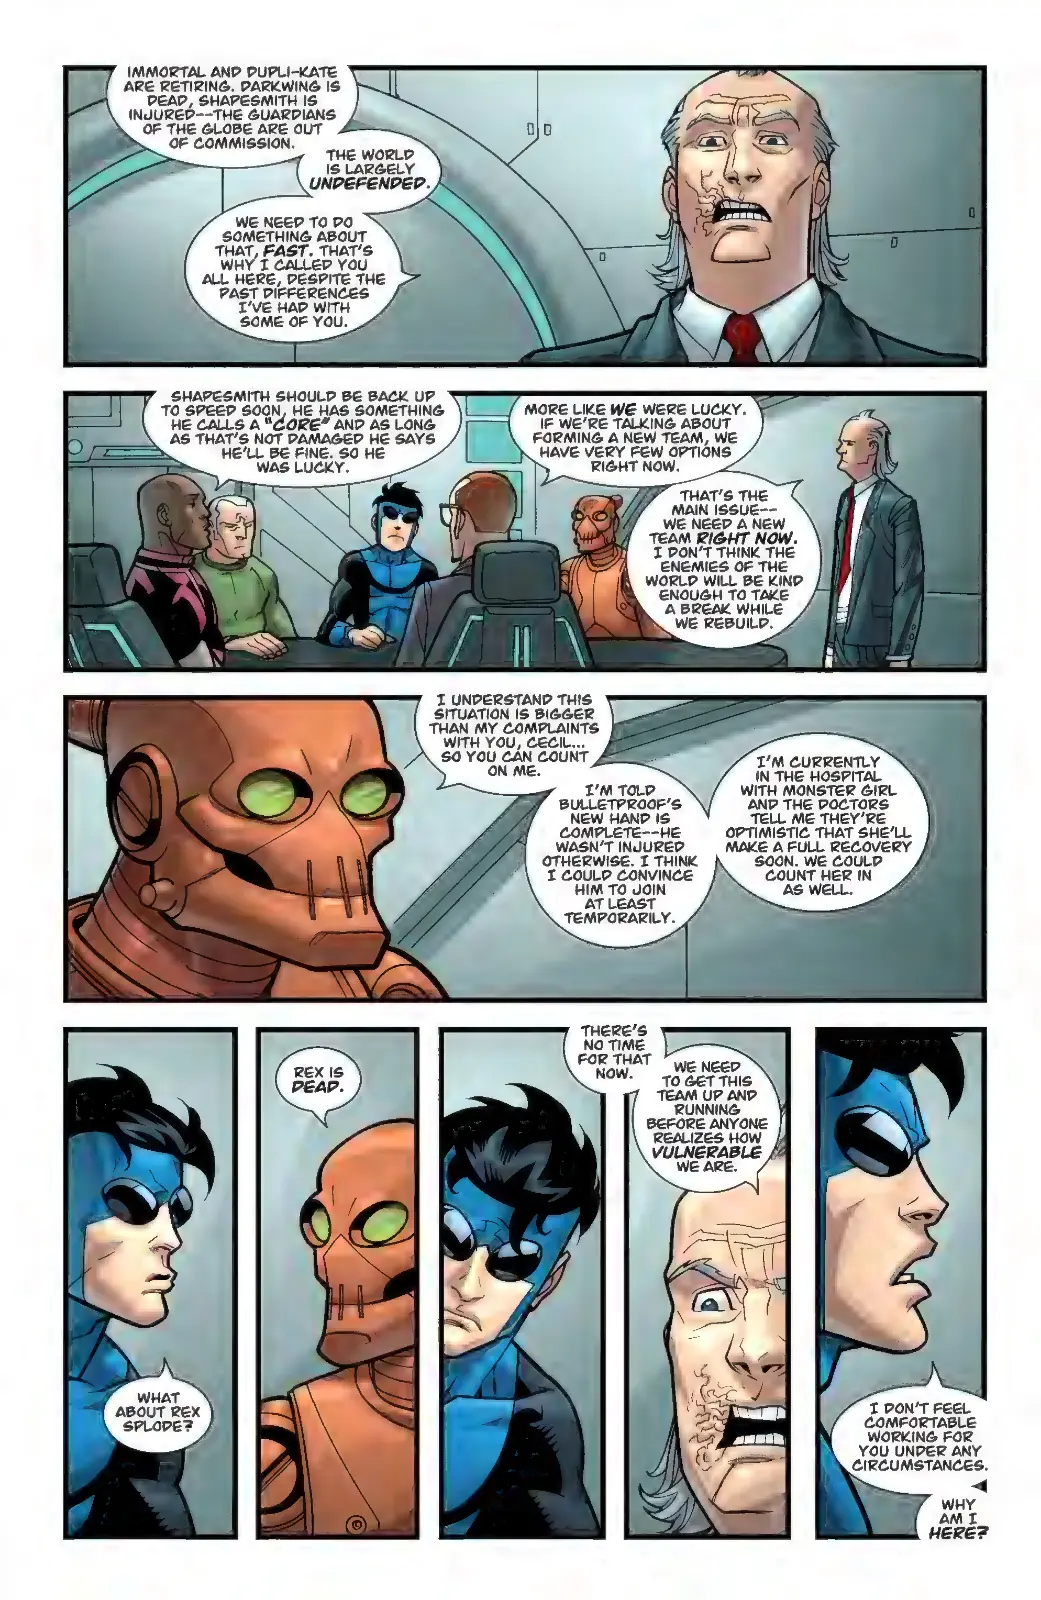 IMMORTAL AND DUPLI-KATE
ARE RETIRING. DARKWING IS
DEAD, SHAPESMITH IS
INJURED--THE GUARDIANS
OF THE GLOBE ARE OUT
OF COMMISSION.
THE WORLD
IS LARGELY
UNDEFENDED.
WE NEED TO DO
SOMETHING ABOUT
THAT, FAST. THAT'S
WHY I CALLED YOU
ALL HERE, DESPITE THE
PAST DIFFERENCES
I'VE HAD WITH
SOME OF YOU.
SHAPESMITH SHOULD BE BACK UP
TO SPEED SOON, HE HAS SOMETHING
HE CALLS A "CORE" AND AS LONG
AS THAT'S NOT DAMAGED HE SAYS
HE'LL BE FINE. SO HE
WAS LUCKY.
MORE LIKE WE WERE LUCKY.
IF WE'RE TALKING ABOUT
FORMING A NEW TEAM, WE
HAVE VERY FEW OPTIONS
RIGHT NOW.
THAT'S THE
MAIN ISSUE--
WE NEED A NEW
TEAM RIGHT NOW.
I DON'T THINK THE
ENEMIES OF THE
WORLD WILL BE KIND
ENOUGH TO TAKE
A BREAK WHILE
WE REBUILD.
I UNDERSTAND THIS
SITUATION IS BIGGER
THAN MY COMPLAINTS
WITH YOU, CECIL...
SO YOU CAN COUNT
ON ME.
I'M TOLD
BULLETPROOF'S
NEW HAND IS
COMPLETE--HE
WASN'T INJURED
OTHERWISE. I THINK
I COULD CONVINCE
HIM TO JOIN
AT LEAST
TEMPORARILY.
I'M CURRENTLY
IN THE HOSPITAL
WITH MONSTER GIRL
AND THE DOCTORS
TELL ME THEY'RE
OPTIMISTIC THAT SHE'LL
MAKE A FULL RECOVERY
SOON. WE COULD
COUNT HER IN
AS WELL.
WHAT
ABOUT REX
SPLODE?
REX IS
DEAD.
THERE'S
NO TIME
FOR THAT
NOW.
WE NEED
TO GET THIS
TEAM UP AND
RUNNING
BEFORE ANYONE
REALIZES HOW
VULNERABLE
WE ARE.
I DON'T FEEL
COMFORTABLE
WORKING FOR
YOU UNDER ANY
CIRCUMSTANCES.
WHY
AM I
HERE?